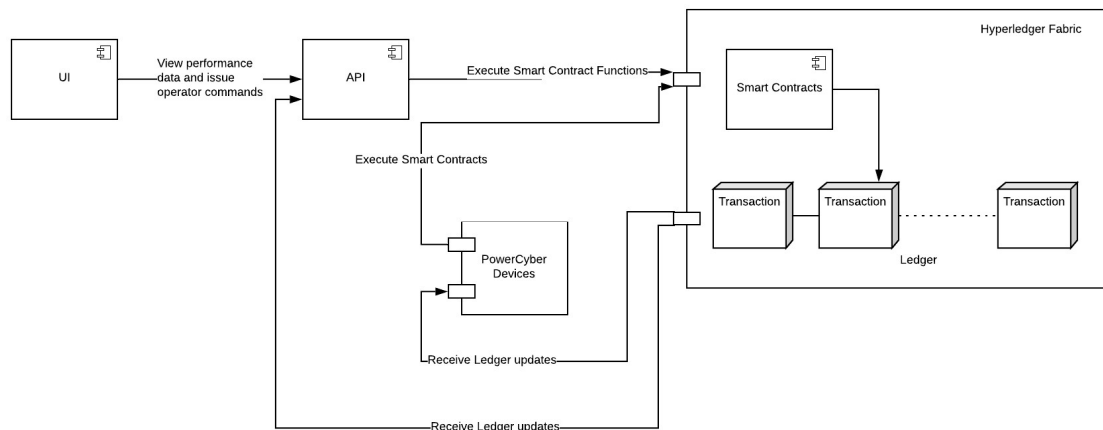 Hyperledger Fabric
UI
View performance
data and issue
operator commands
API
Execute Smart Contract Functions
Smart Contracts
Execute Smart Contracts
Transaction
Transaction
Transaction
PowerCyber
Devices
Ledger
Receive Ledger updates
Receive Ledger updates